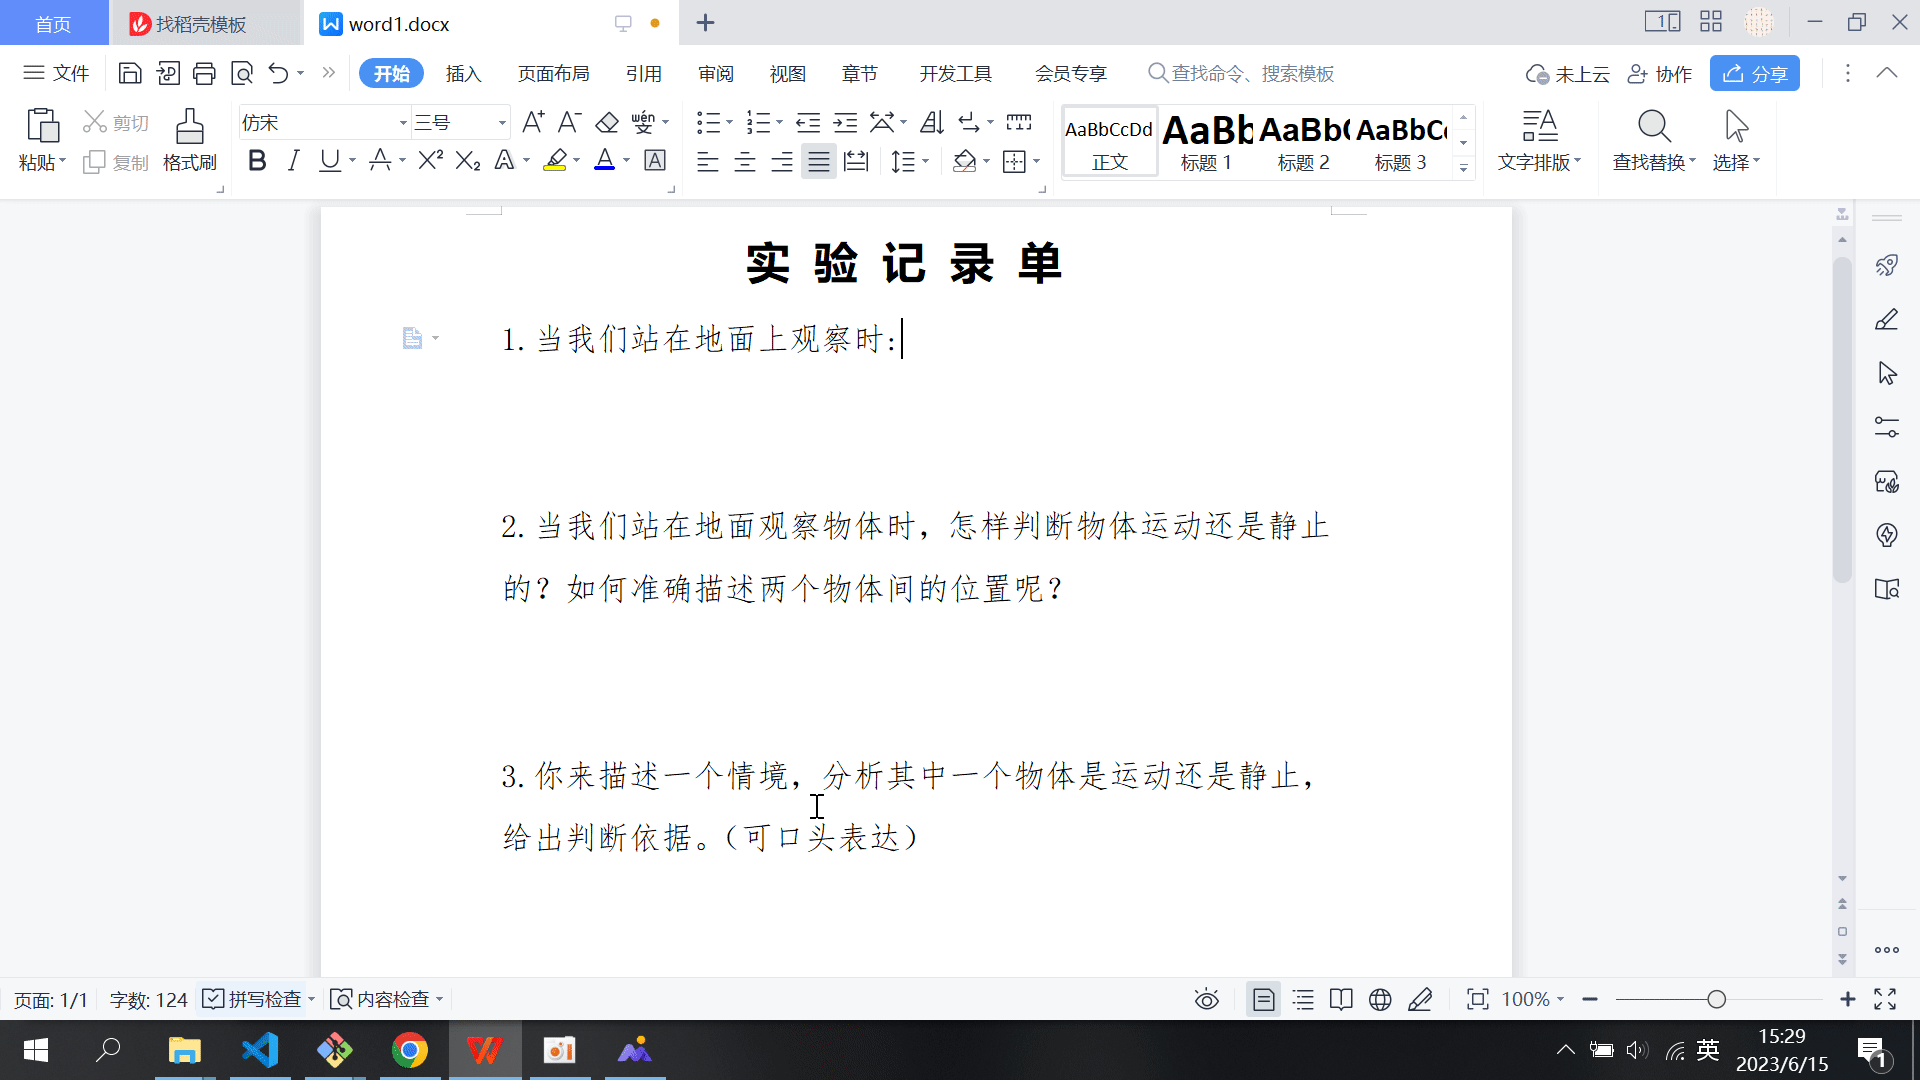 首页 找稻壳模板 word1.docx
文件 开始 插入 页面布局 引用 审阅 视图 章节 开发工具 会员专享 查找命令、搜索模板 未上云 协作 分享
粘贴 剪切 复制 格式刷 仿宋 三号 wén
AaBbCcDd 正文 AaBb 标题 1 AaBb( 标题 2 AaBbC 标题 3 文字排版 查找替换 选择
实验记录单
1.当我们站在地面上观察时:
2.当我们站在地面观察物体时，怎样判断物体运动还是静止
的？如何准确描述两个物体间的位置呢？
3.你来描述一个情境，分析其中一个物体是运动还是静止，
给出判断依据。（可口头表达）
页面: 1/1 字数: 124 拼写检查 内容检查 100%
英 15:29
2023/6/15
1